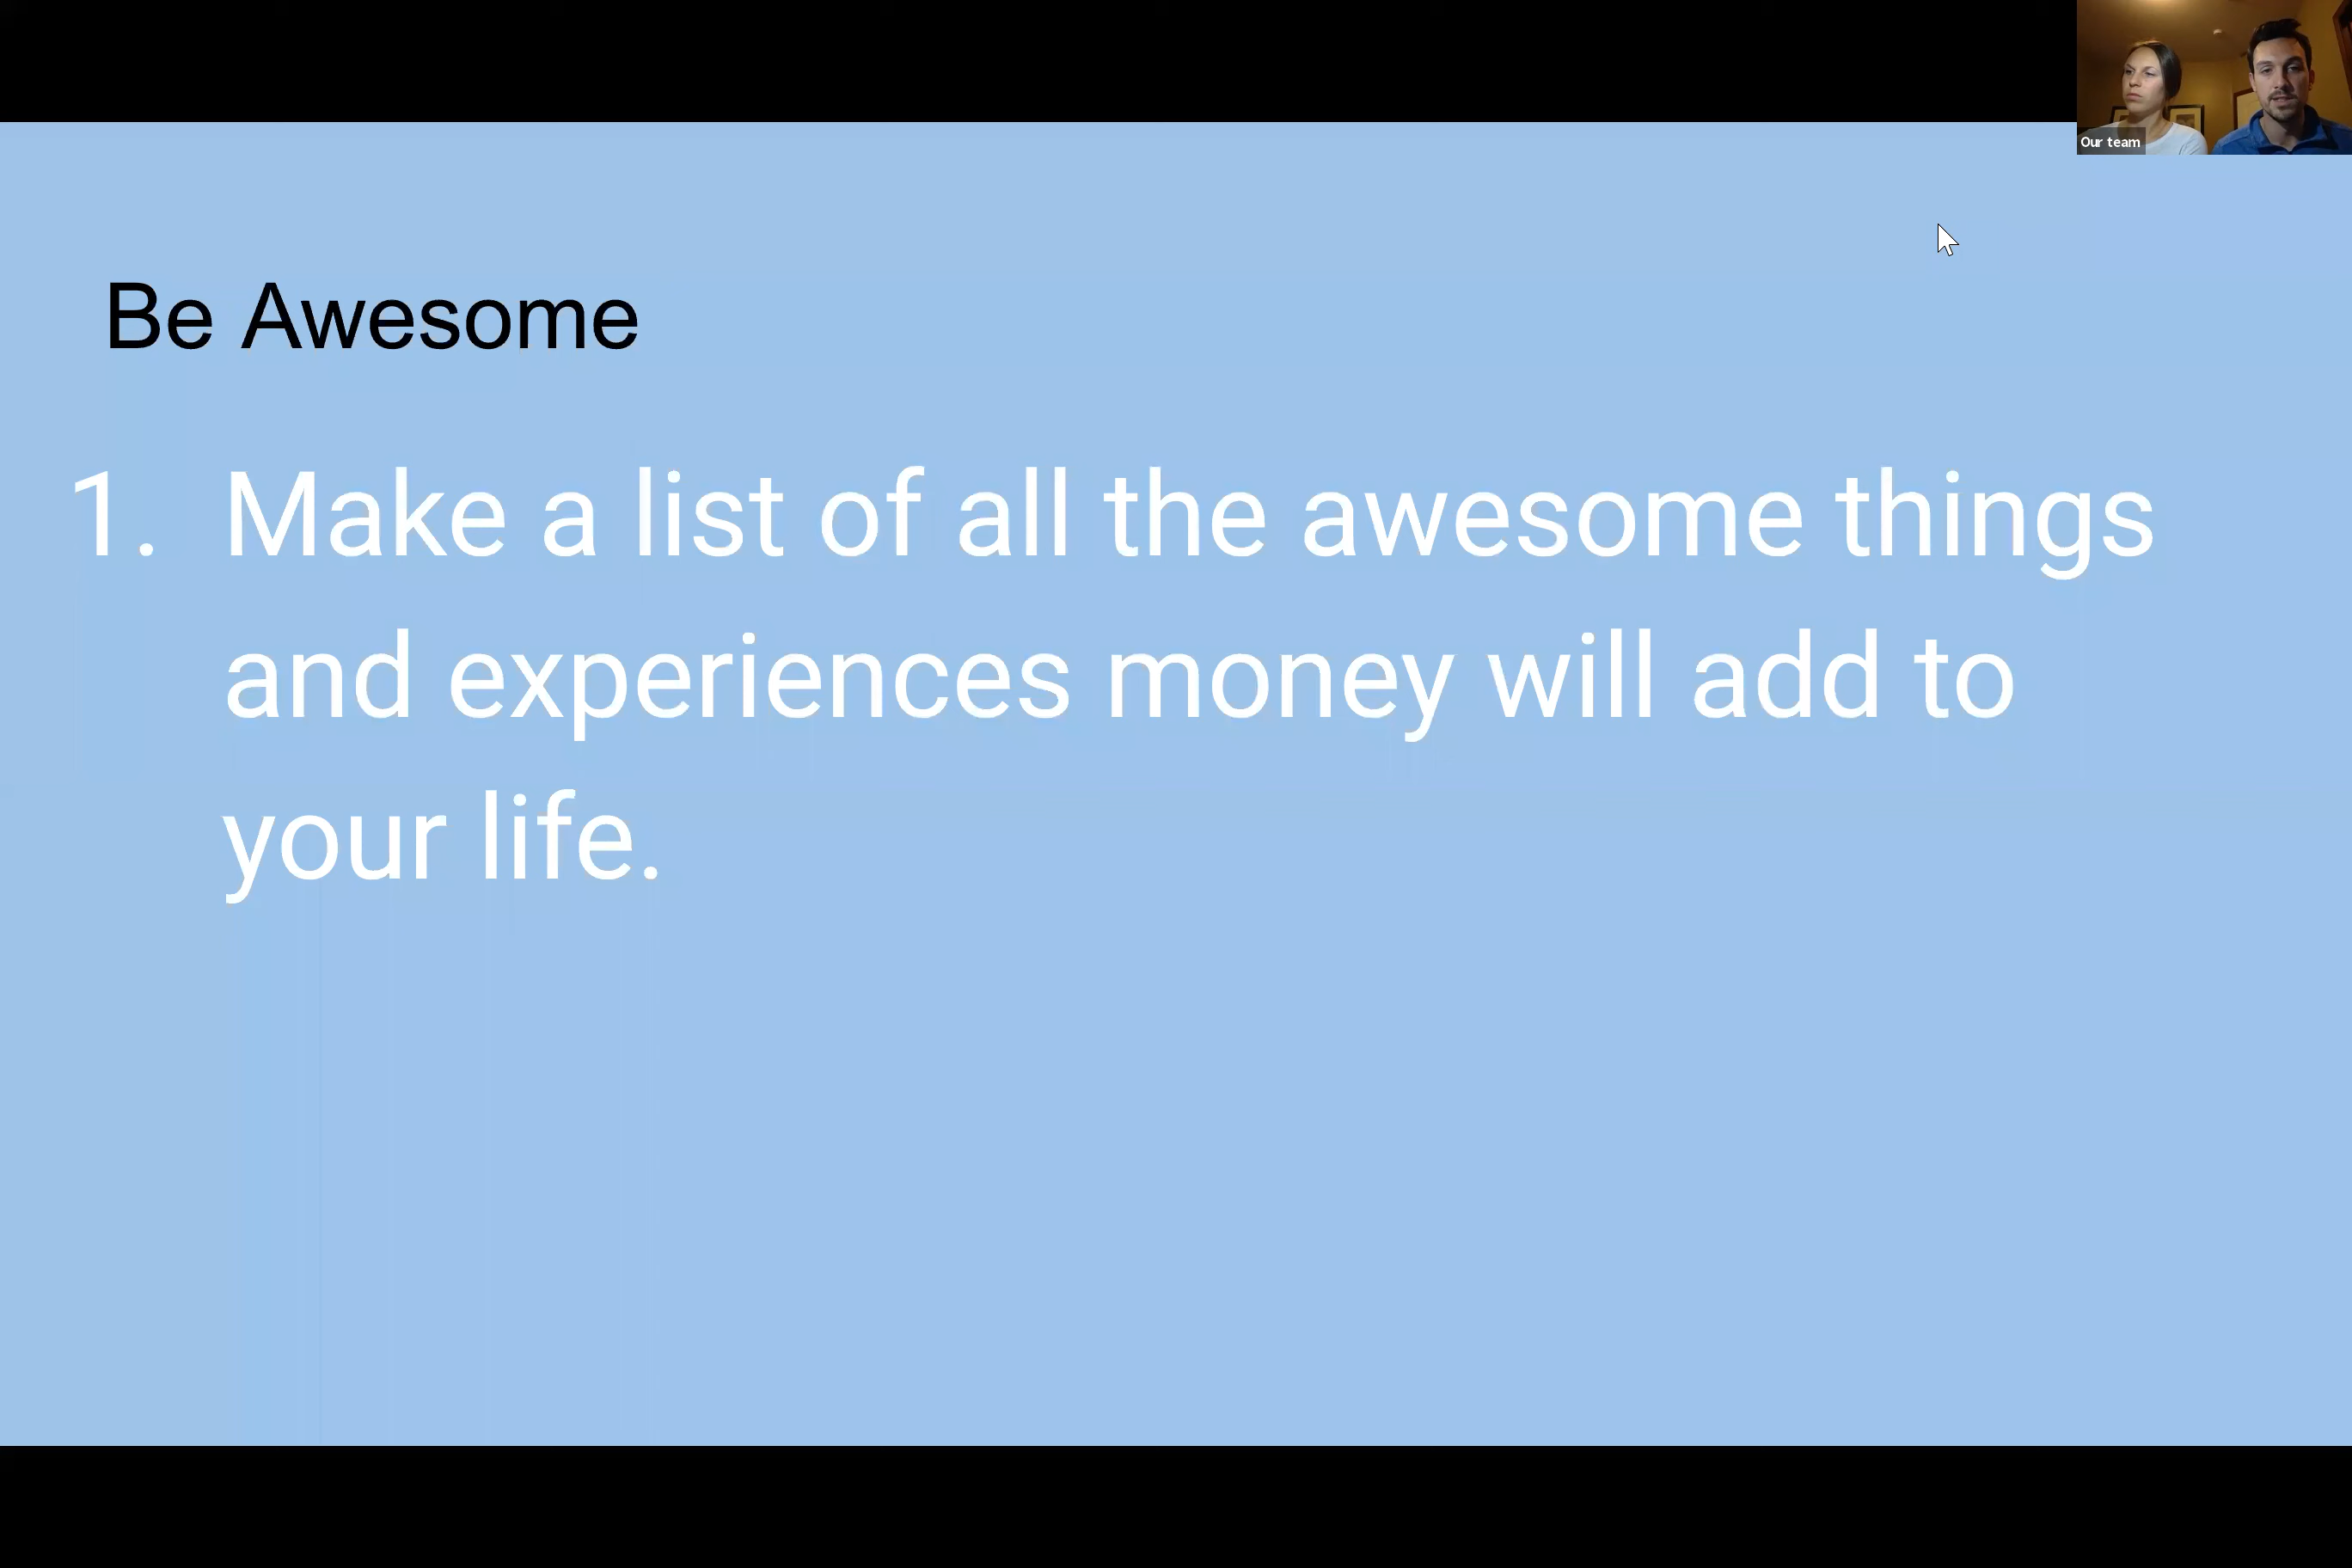 Our team
Be Awesome
1. Make a list of all the awesome things
and experiences money will add to
your life.